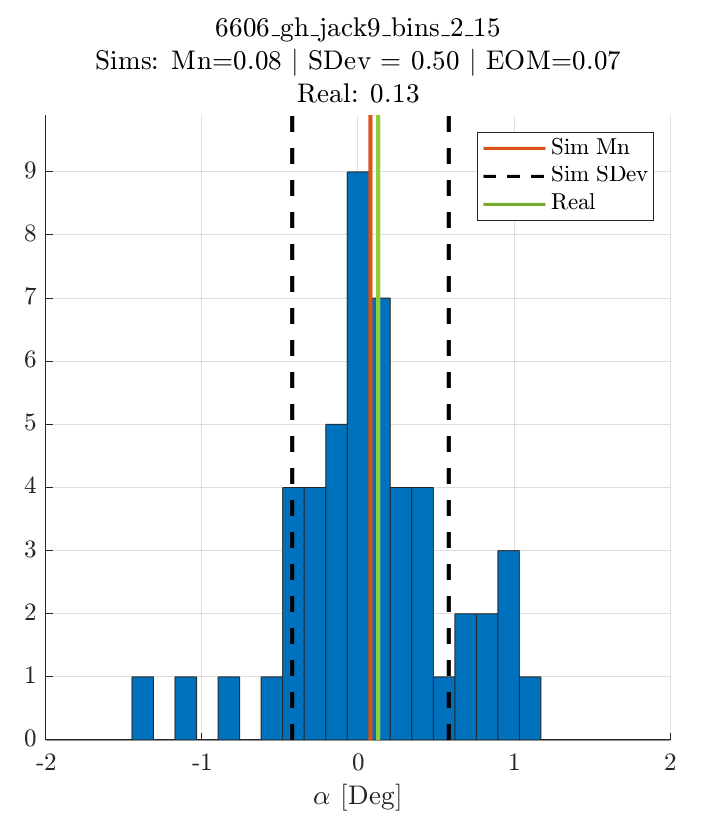 6606_gh_jack9_bins_2_15
Sims: Mn=0.08 | SDev = 0.50 | EOM=0.07
Real: 0.13
Sim Mn
Sim SDev
Real
9
8
7
6
5
4
3
2
1
0
-2 -1 0 1 2
α [Deg]